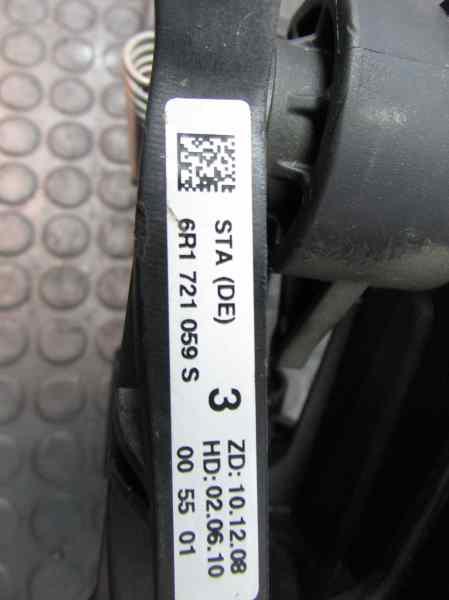 STA (DE)
6R1 721 059 S
3
ZD: 10.12.08
HD: 02.06.10
00 55 01